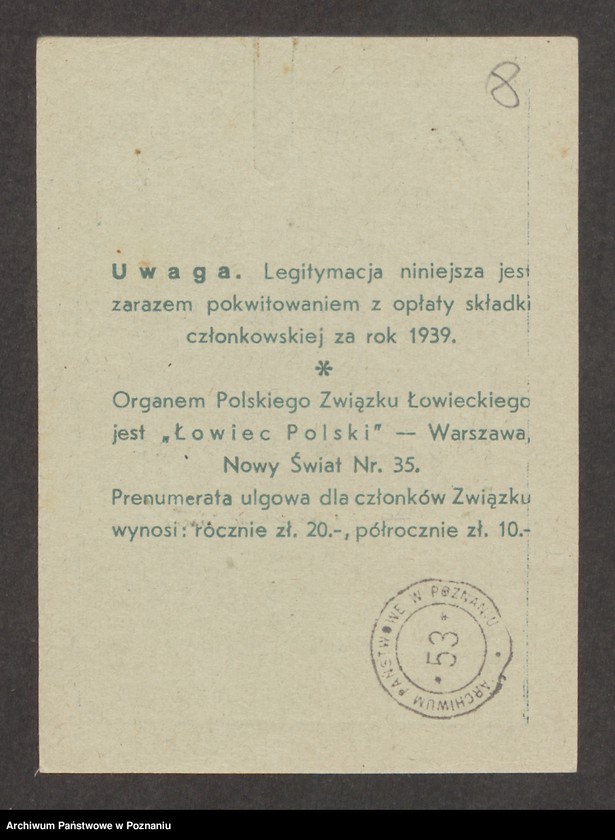 8
Uwaga. Legitymacja niniejsza jest
zarazem pokwitowaniem z opłaty składki
członkowskiej za rok 1939.
*
Organem Polskiego Związku Łowieckiego
jest „Łowiec Polski" — Warszawa,
Nowy Świat Nr. 35.
Prenumerata ulgowa dla członków Związku
wynosi: rocznie zł. 20.-, półrocznie zł. 10.-
ARCHIWUM PAŃSTWOWE W POZNANIU
53
Archiwum Państwowe w Poznaniu